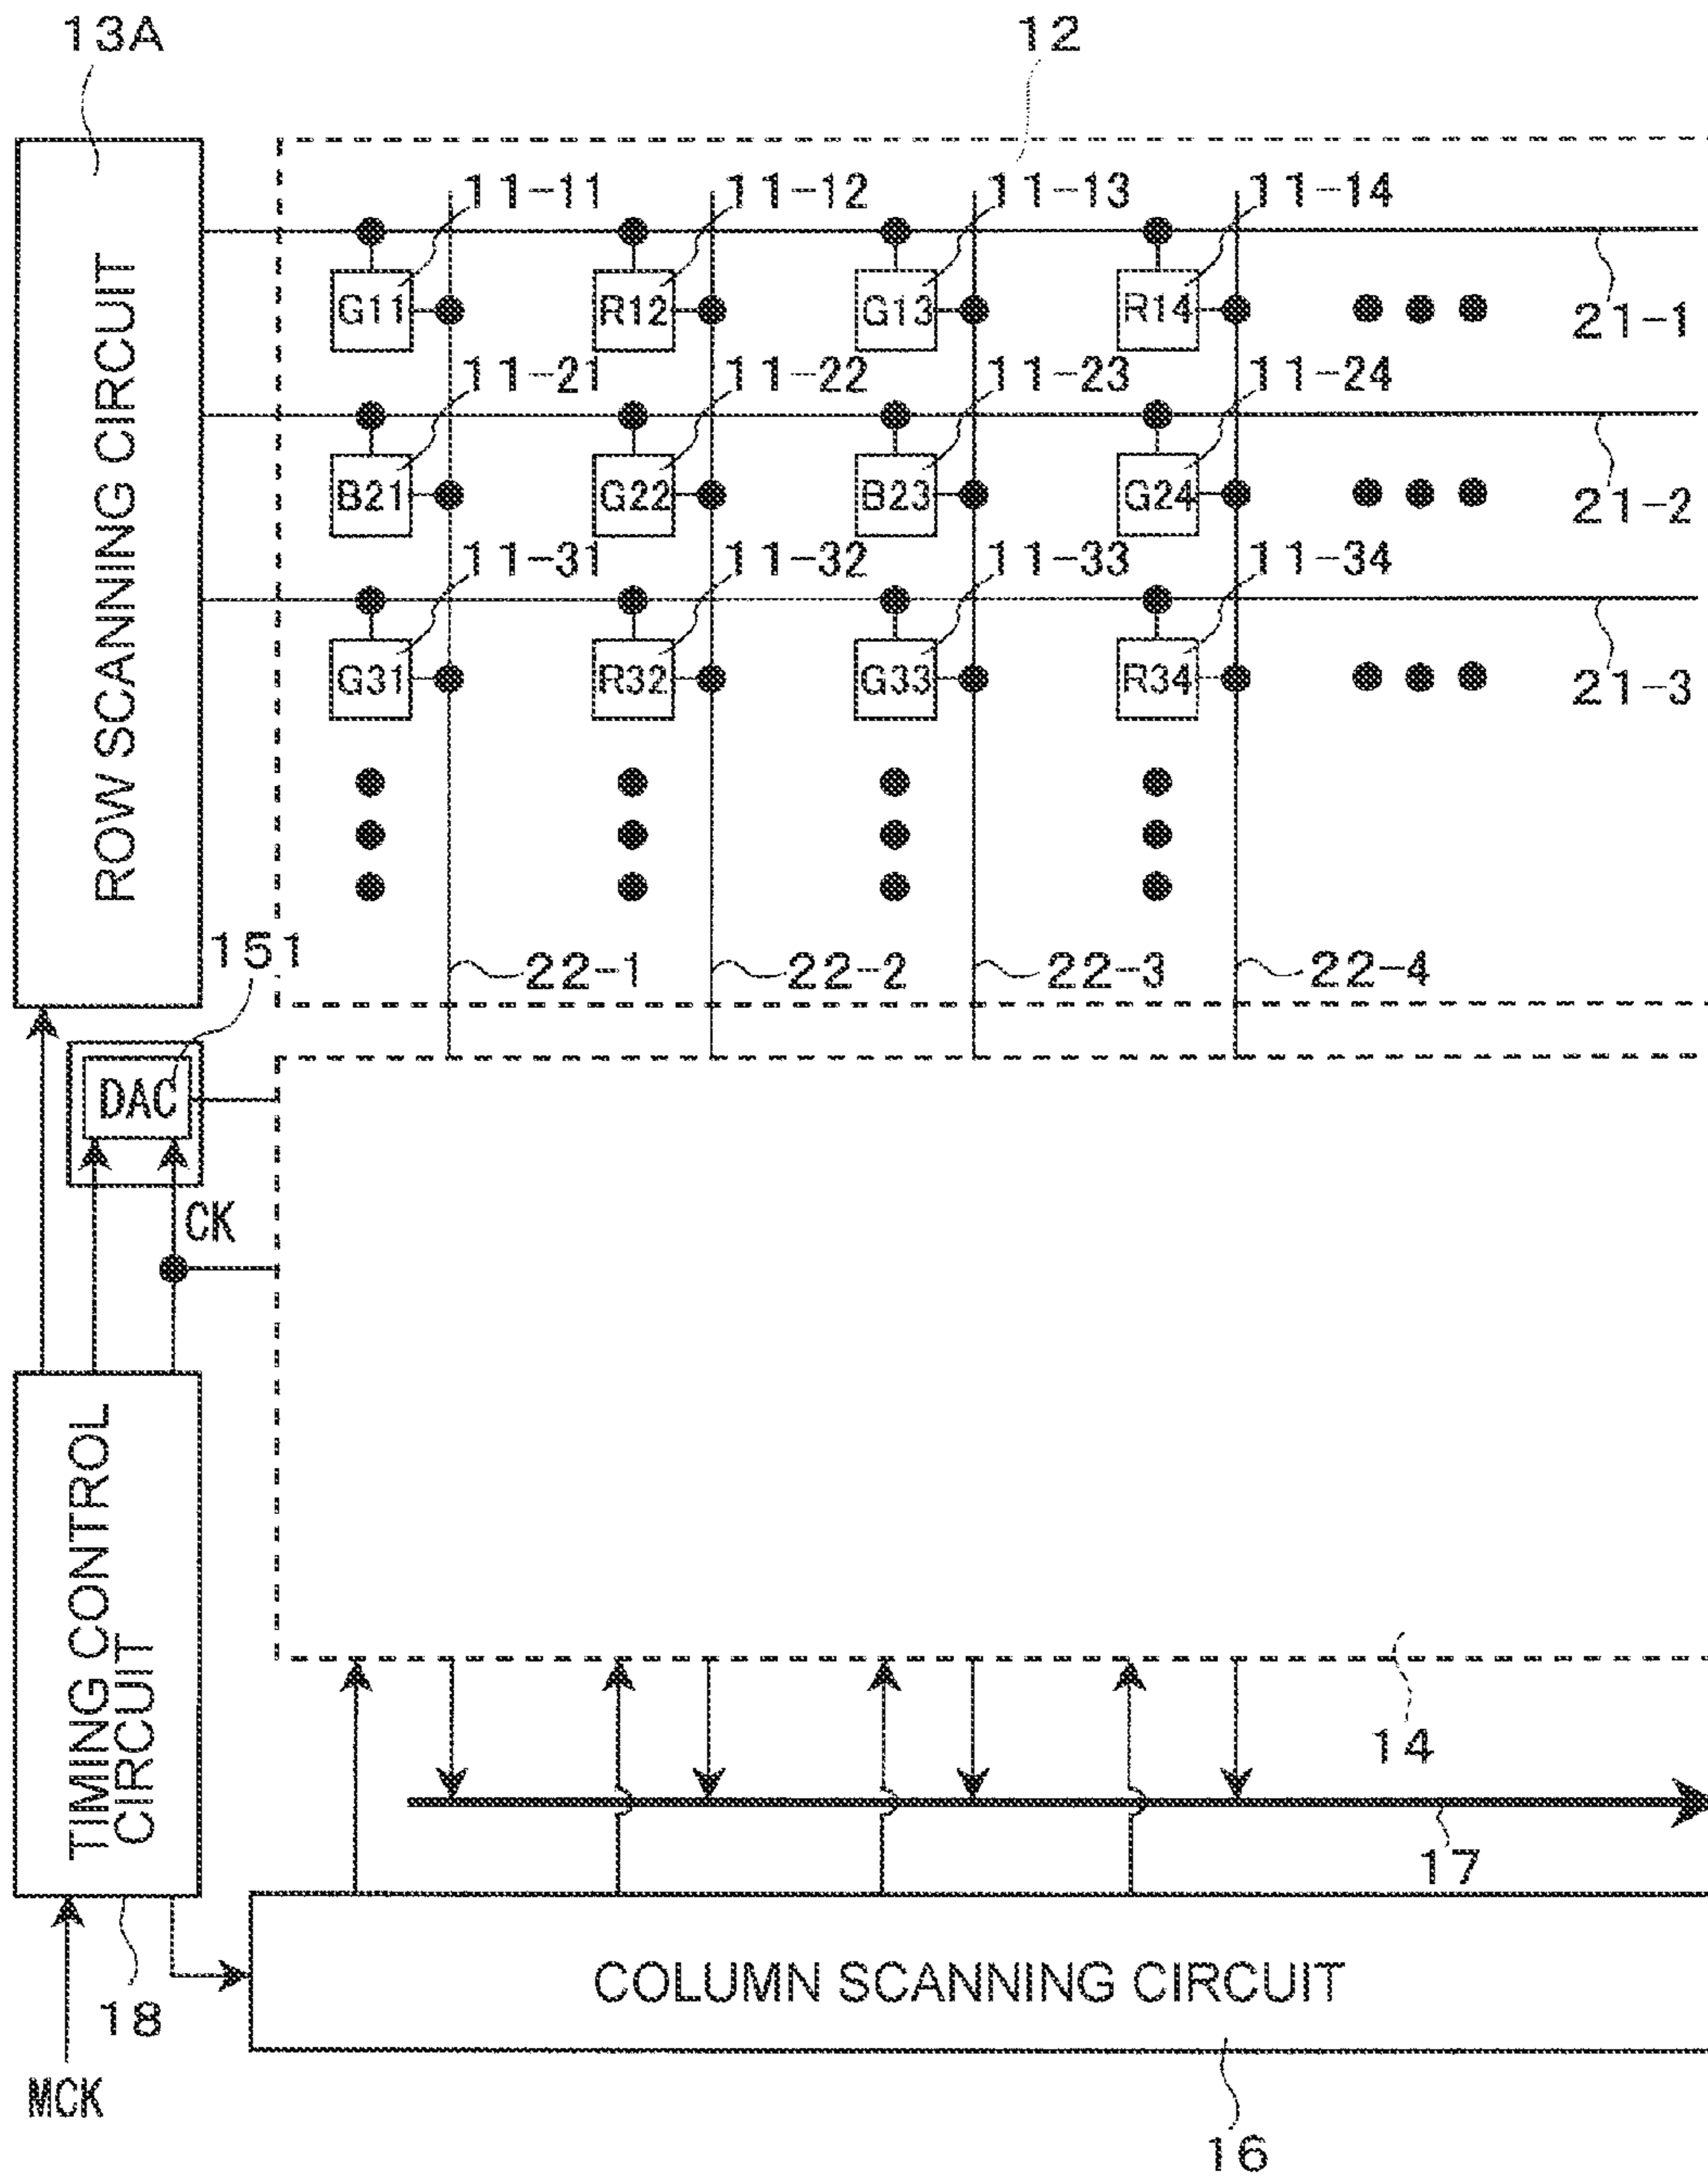 13A
12
ROW SCANNING CIRCUIT
11-11
11-12
11-13
11-14
G11
R12
G13
R14
21-1
11-21
11-22
11-23
11-24
B21
G22
B23
G24
21-2
11-31
11-32
11-33
11-34
G31
R32
G33
R34
21-3
151
22-1
22-2
22-3
22-4
DAC
CK
TIMING CONTROL
CIRCUIT
14
17
18
COLUMN SCANNING CIRCUIT
MCK
16